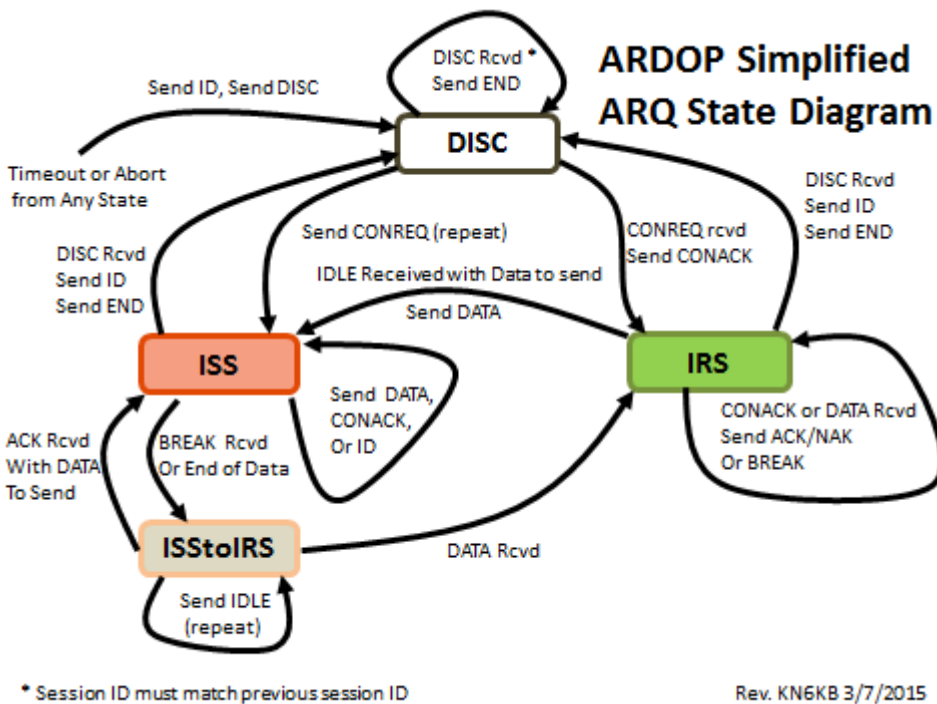 ARDOP Simplified
ARQ State Diagram
DISC Rcvd *
Send END
Send ID, Send DISC
DISC
Timeout or Abort
from Any State
DISC Rcvd
Send ID
Send END
Send CONREQ (repeat)
CONREQ rcvd
Send CONACK
DISC Rcvd
Send ID
Send END
IDLE Received with Data to send
Send DATA
ISS
IRS
Send DATA,
CONACK,
Or ID
CONACK or DATA Rcvd
Send ACK/NAK
Or BREAK
ACK Rcvd
With DATA
To Send
BREAK Rcvd
Or End of Data
ISStoIRS
DATA Rcvd
Send IDLE
(repeat)
* Session ID must match previous session ID
Rev. KN6KB 3/7/2015